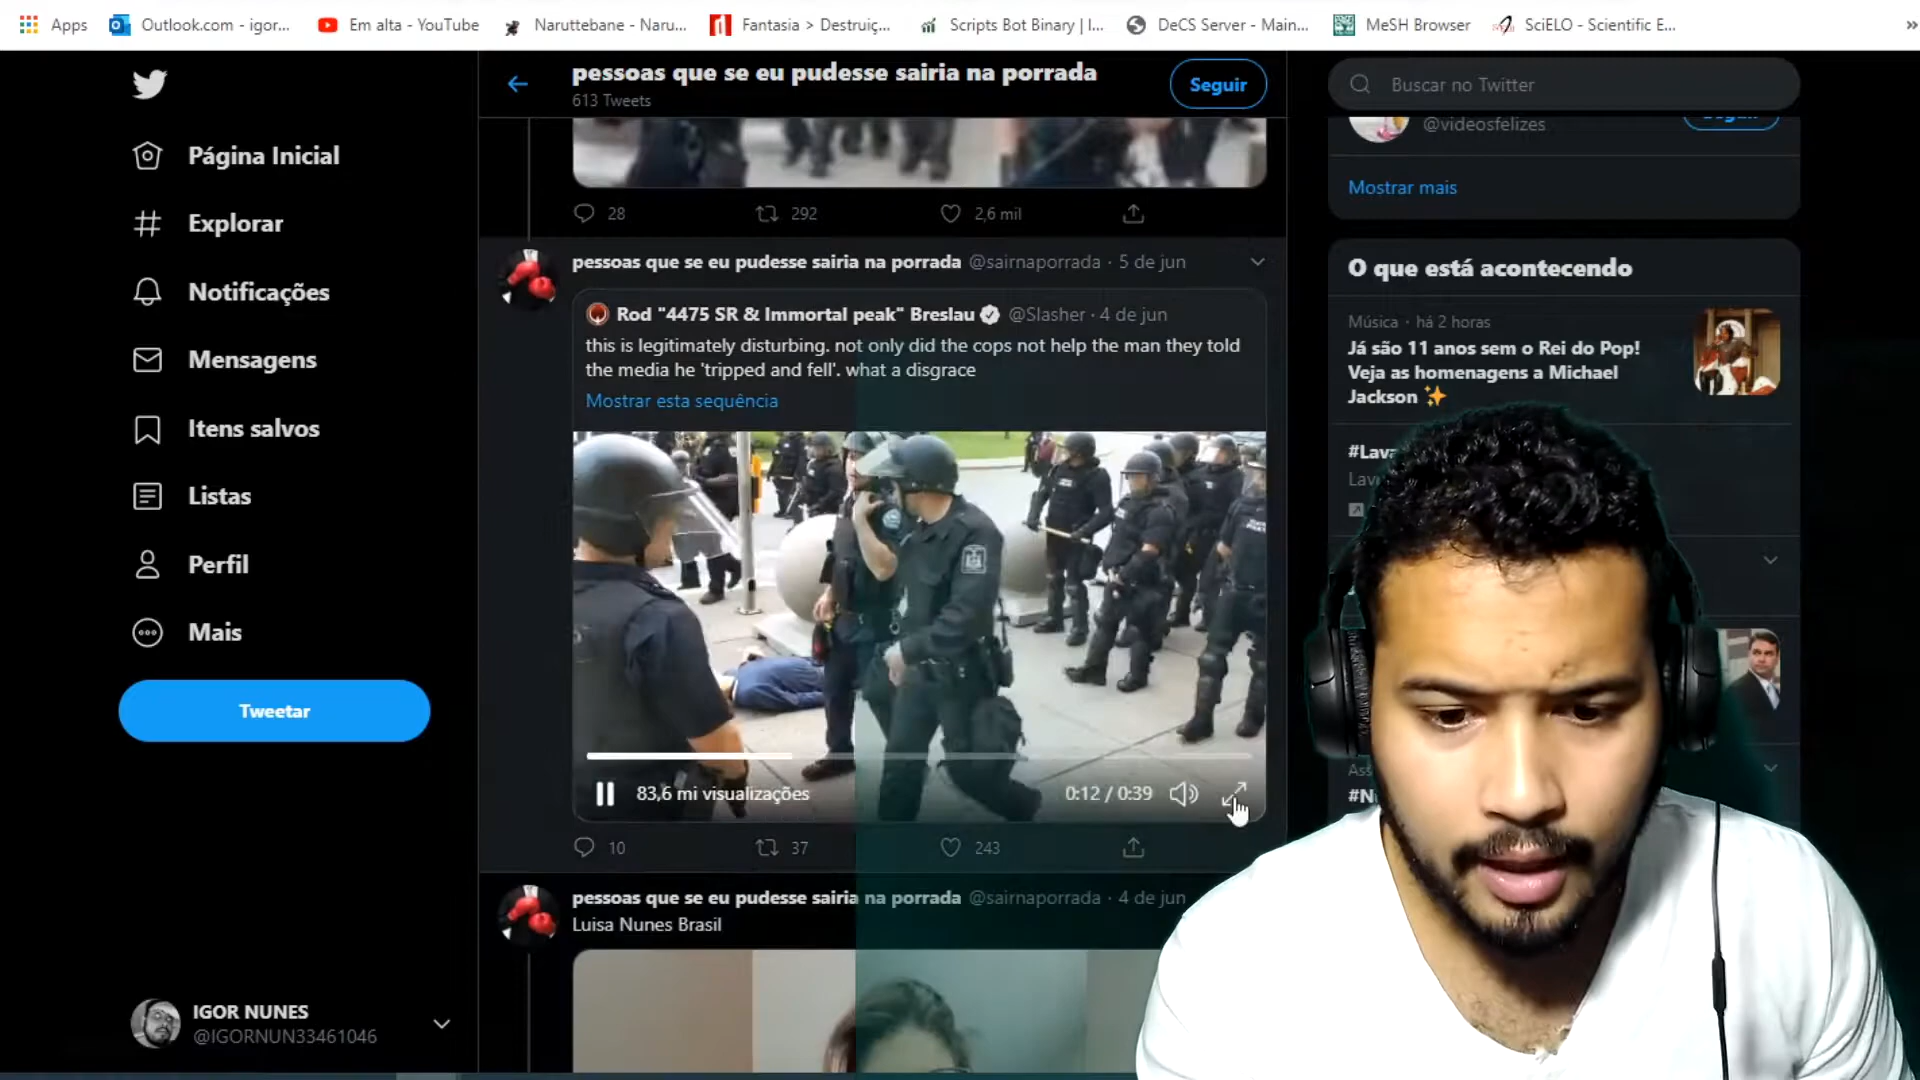 Apps
Outlook.com - igor...
Em alta - YouTube
Naruttebane - Naru...
Fantasia > Destruiç...
Scripts Bot Binary | I...
DeCS Server - Main...
MeSH Browser
SciELO - Scientific E...
»
Página Inicial
Explorar
Notificações
Mensagens
Itens salvos
Listas
Perfil
Mais
Tweetar
IGOR NUNES
@IGORNUN33461046
pessoas que se eu pudesse sairia na porrada
613 Tweets
Seguir
28 292 2,6 mil
pessoas que se eu pudesse sairia na porrada @sairnaporrada · 5 de jun
Rod "4475 SR & Immortal peak" Breslau @Slasher · 4 de jun
this is legitimately disturbing. not only did the cops not help the man they told
the media he 'tripped and fell'. what a disgrace
Mostrar esta sequência
83,6 mi visualizações 0:12 / 0:39
10 37 243
pessoas que se eu pudesse sairia na porrada @sairnaporrada · 4 de jun
Luisa Nunes Brasil
Buscar no Twitter
@videosfelizes
Mostrar mais
O que está acontecendo
Música · há 2 horas
Já são 11 anos sem o Rei do Pop!
Veja as homenagens a Michael
Jackson ✨